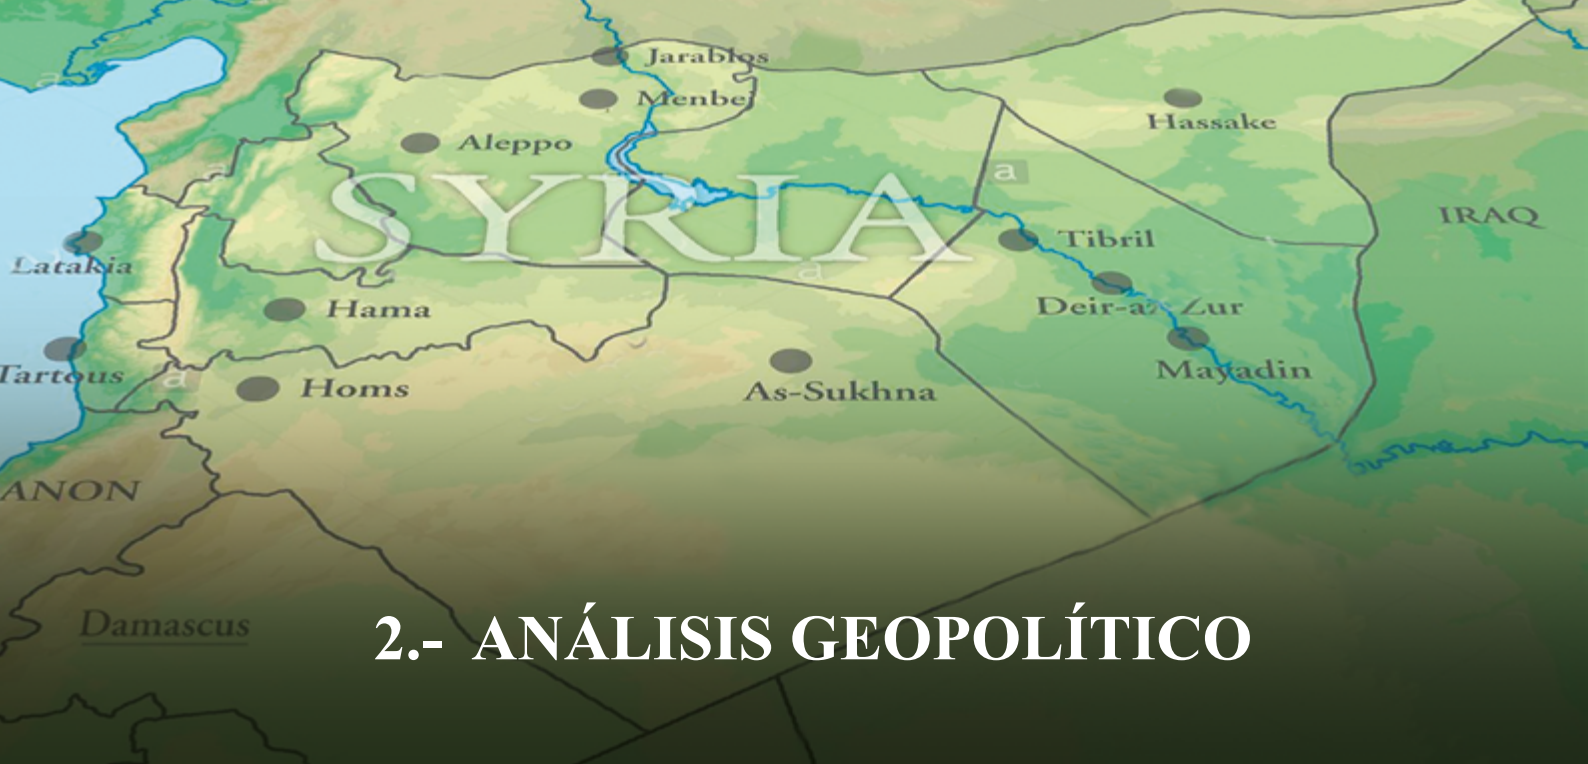 Jarablos
Menbej
Aleppo
Hassake
a
a
a
SYRIA
IRAQ
Tibril
Latakia
a
Deir-az-Zur
Hama
Mayadin
Tartous
a
Homs
As-Sukhna
ANON
Damascus
2.- ANÁLISIS GEOPOLÍTICO